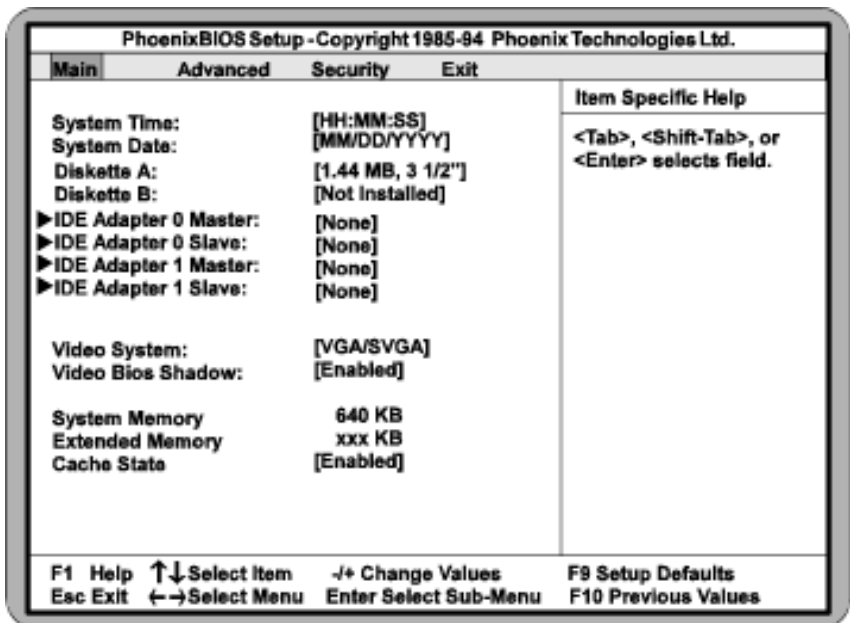 PhoenixBIOS Setup - Copyright 1985-94 Phoenix Technologies Ltd.
Main Advanced Security Exit
System Time: [HH:MM:SS]
System Date: [MM/DD/YYYY]
Diskette A: [1.44 MB, 3 1/2"]
Diskette B: [Not Installed]
▶IDE Adapter 0 Master: [None]
▶IDE Adapter 0 Slave: [None]
▶IDE Adapter 1 Master: [None]
▶IDE Adapter 1 Slave: [None]
Video System: [VGA/SVGA]
Video Bios Shadow: [Enabled]
System Memory 640 KB
Extended Memory xxx KB
Cache State [Enabled]
Item Specific Help
<Tab>, <Shift-Tab>, or
<Enter> selects field.
F1 Help ↑↓ Select Item -/+ Change Values F9 Setup Defaults
Esc Exit ←→ Select Menu Enter Select Sub-Menu F10 Previous Values